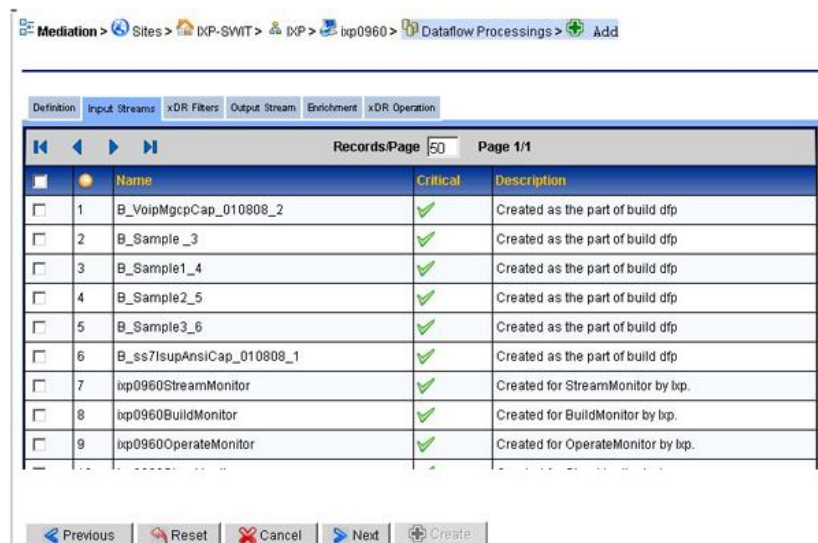 Mediation > Sites > IXP-SWIT > IXP > ixp0960 > Dataflow Processings > Add
Definition Input Streams xDR Filters Output Stream Enrichment xDR Operation
Records/Page 50 Page 1/1
Name Critical Description
1 B_VoipMgcpCap_010808_2 Created as the part of build dfp
2 B_Sample _3 Created as the part of build dfp
3 B_Sample1_4 Created as the part of build dfp
4 B_Sample2_5 Created as the part of build dfp
5 B_Sample3_6 Created as the part of build dfp
6 B_ss7IsupAnsiCap_010808_1 Created as the part of build dfp
7 ixp0960StreamMonitor Created for StreamMonitor by Ixp.
8 ixp0960BuildMonitor Created for BuildMonitor by Ixp.
9 ixp0960OperateMonitor Created for OperateMonitor by Ixp.
Previous Reset Cancel Next Create